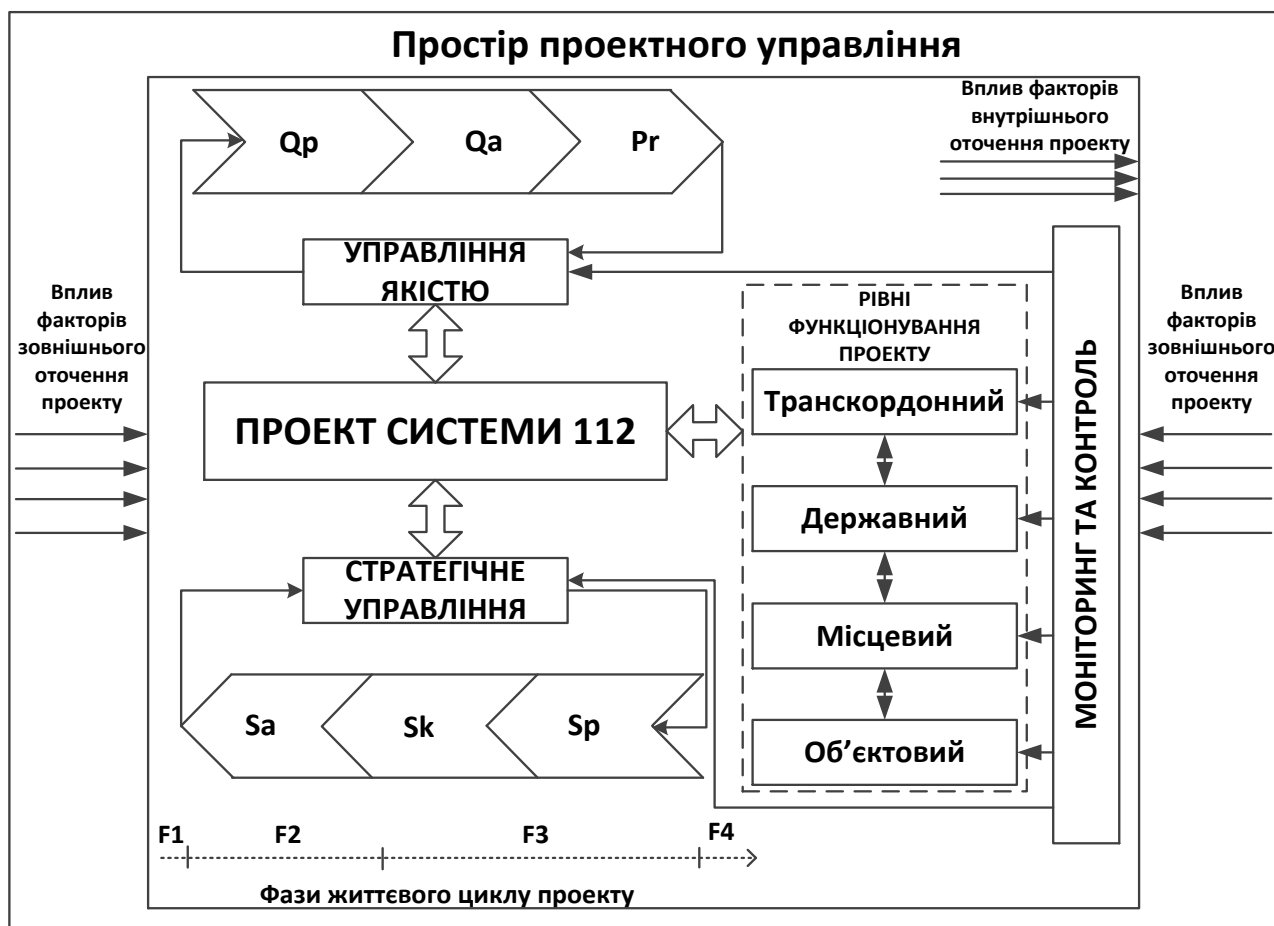 Простір проектного управління
Qp
Qa
Pr
Вплив факторів
внутрішнього
оточення проекту
УПРАВЛІННЯ
ЯКІСТЮ
Вплив
факторів
зовнішнього
оточення
проекту
РІВНІ
ФУНКЦІОНУВАННЯ
ПРОЕКТУ
Вплив
факторів
зовнішнього
оточення
проекту
ПРОЕКТ СИСТЕМИ 112
Транскордонний
Державний
Місцевий
Об’єктовий
МОНІТОРИНГ ТА КОНТРОЛЬ
СТРАТЕГІЧНЕ
УПРАВЛІННЯ
Sa
Sk
Sp
F1
F2
F3
F4
Фази життєвого циклу проекту